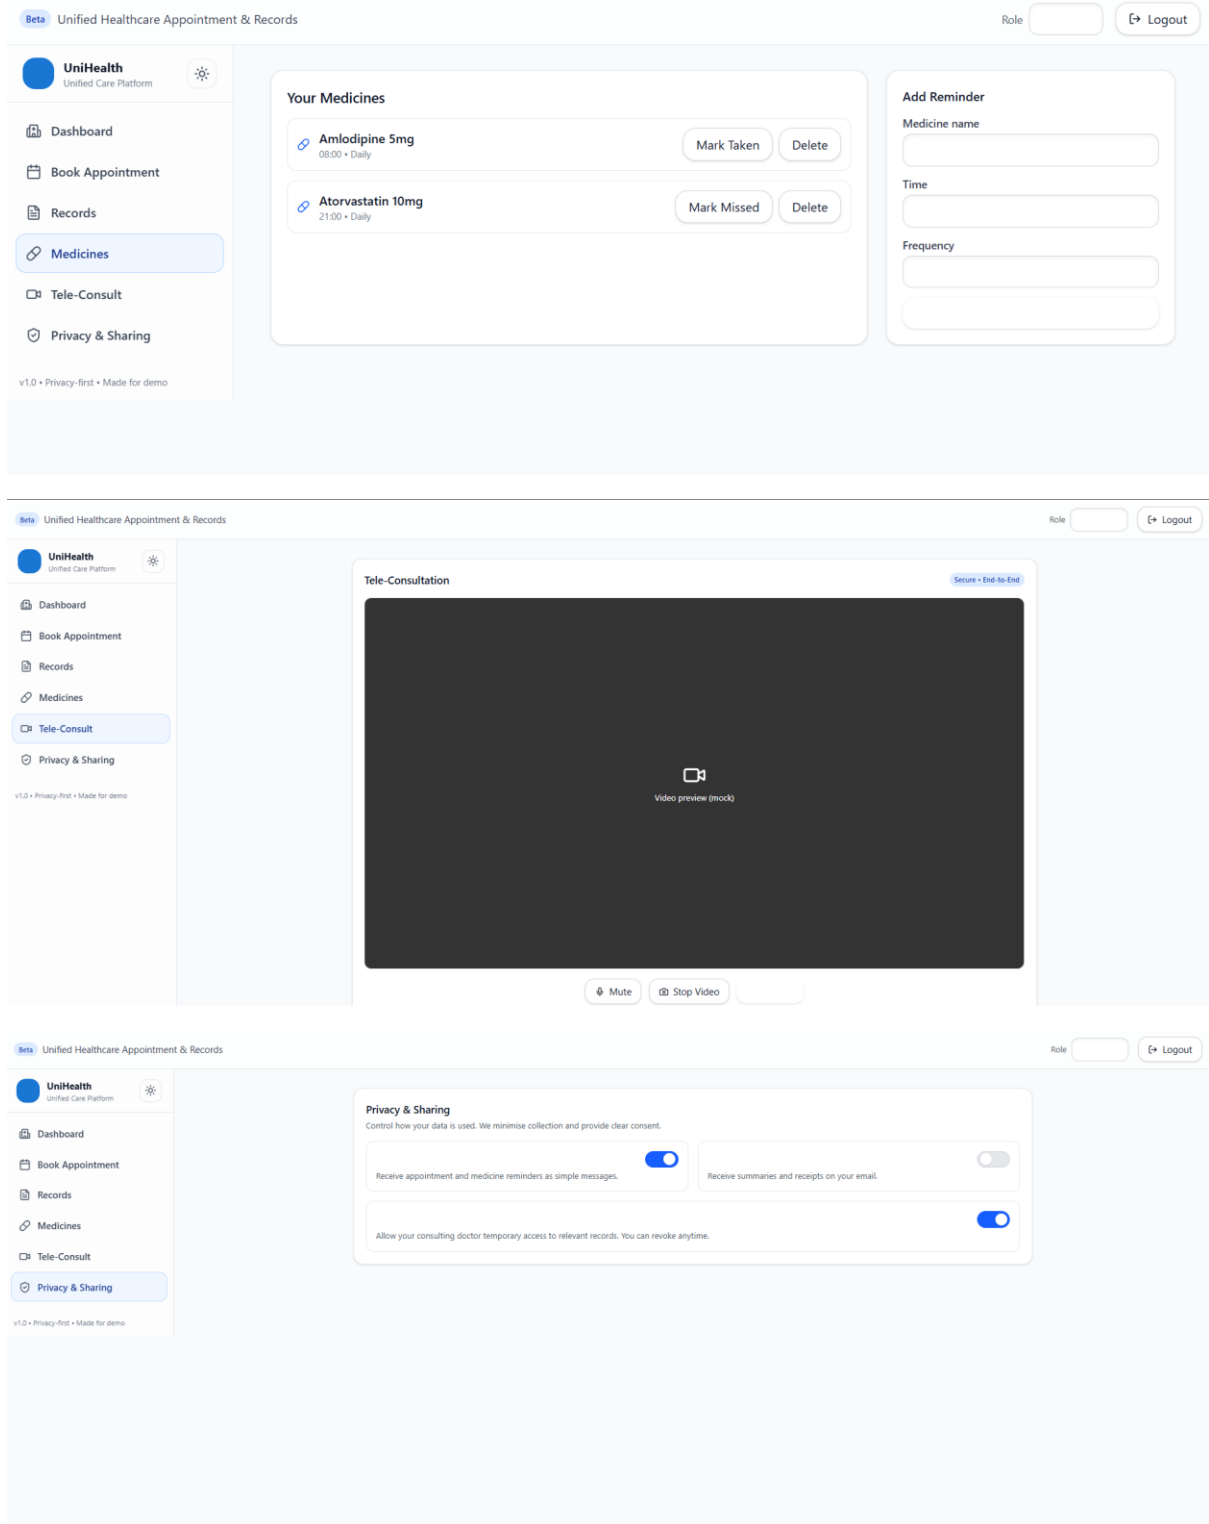 Beta Unified Healthcare Appointment & Records Role Logout
UniHealth
Unified Care Platform
Dashboard
Book Appointment
Records
Medicines
Tele-Consult
Privacy & Sharing
v1.0 • Privacy-first • Made for demo
Your Medicines
Amlodipine 5mg
08:00 • Daily
Mark Taken Delete
Atorvastatin 10mg
21:00 • Daily
Mark Missed Delete
Add Reminder
Medicine name
Time
Frequency
Beta Unified Healthcare Appointment & Records Role Logout
UniHealth
Unified Care Platform
Dashboard
Book Appointment
Records
Medicines
Tele-Consult
Privacy & Sharing
v1.0 • Privacy-first • Made for demo
Tele-Consultation Secure • End-to-End
Video preview (mock)
Mute Stop Video
Beta Unified Healthcare Appointment & Records Role Logout
UniHealth
Unified Care Platform
Dashboard
Book Appointment
Records
Medicines
Tele-Consult
Privacy & Sharing
v1.0 • Privacy-first • Made for demo
Privacy & Sharing
Control how your data is used. We minimise collection and provide clear consent.
Receive appointment and medicine reminders as simple messages.
Receive summaries and receipts on your email.
Allow your consulting doctor temporary access to relevant records. You can revoke anytime.